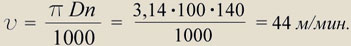 υ = π Dn / 1000 = 3,14·100·140 / 1000 = 44 м/мин.